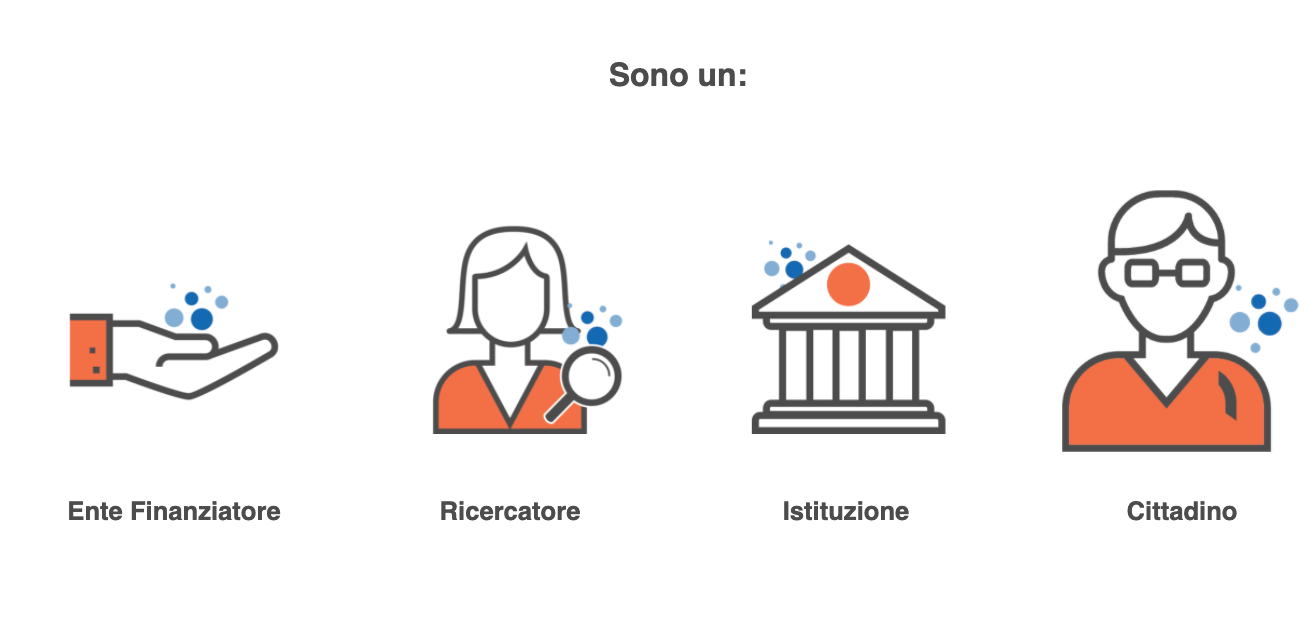 Sono un:
Ente Finanziatore
Ricercatore
Istituzione
Cittadino